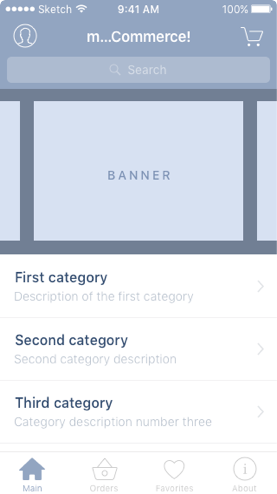 Sketch 9:41 AM 100%
m...Commerce!
Search
BANNER
First category
Description of the first category
Second category
Second category description
Third category
Category description number three
Main Orders Favorites About